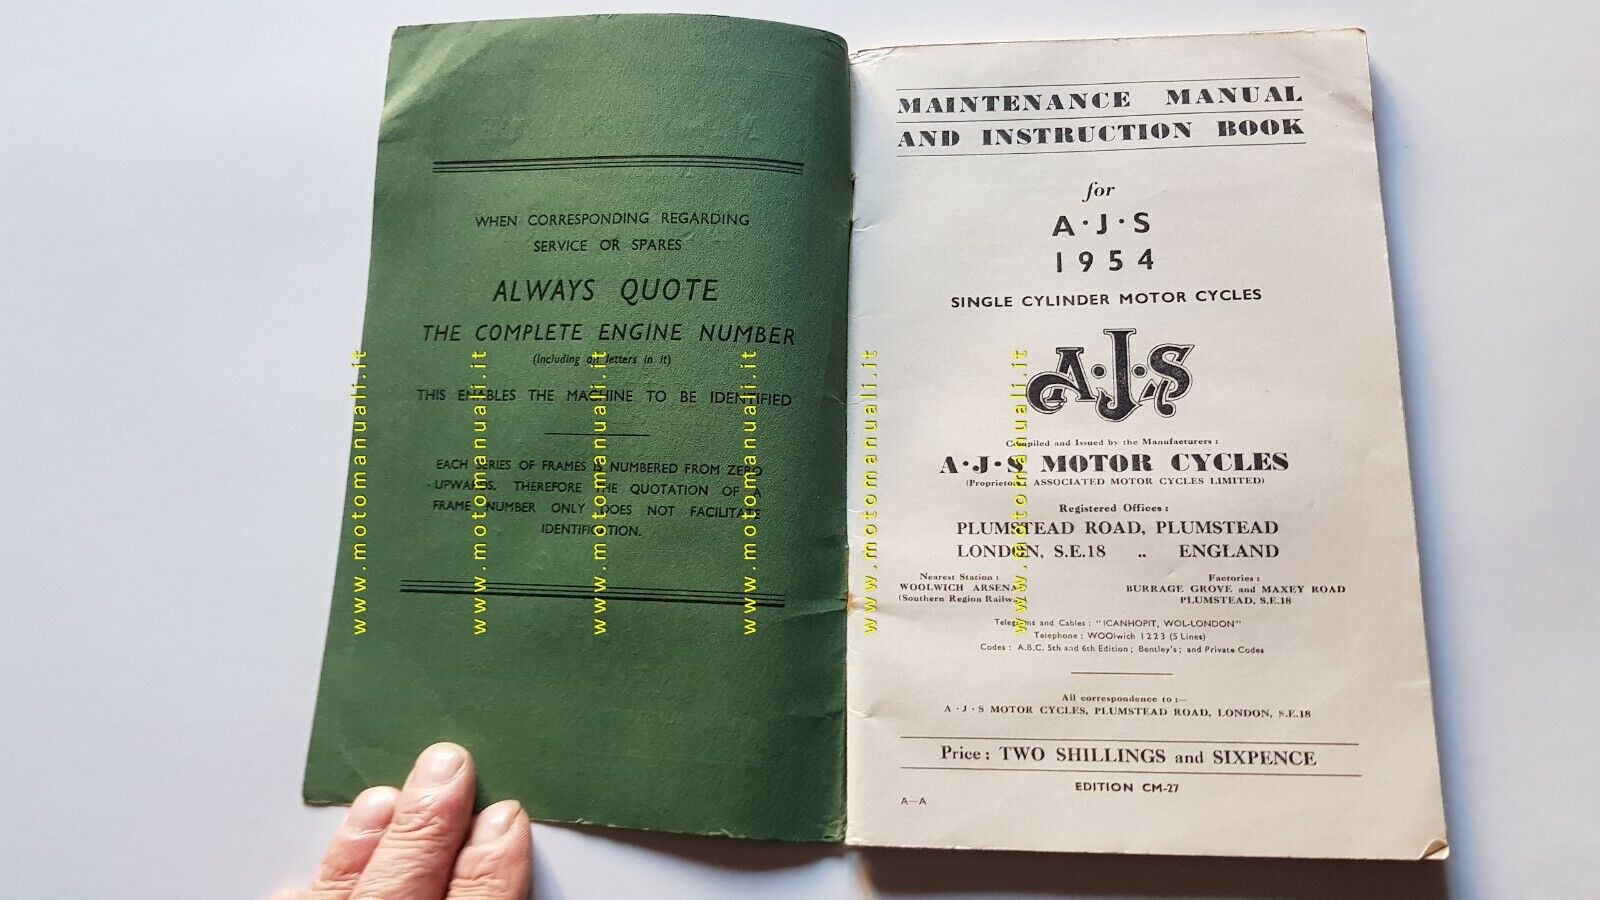 WHEN CORRESPONDING REGARDING
SERVICE OR SPARES
ALWAYS QUOTE
THE COMPLETE ENGINE NUMBER
(including all letters in it)
THIS ENABLES THE MACHINE TO BE IDENTIFIED
EACH SERIES OF FRAMES IS NUMBERED FROM ZERO
UPWARDS. THEREFORE THE QUOTATION OF A
FRAME NUMBER ONLY DOES NOT FACILITATE
IDENTIFICATION.
MAINTENANCE MANUAL
AND INSTRUCTION BOOK
for
A·J·S
1954
SINGLE CYLINDER MOTOR CYCLES
A·J·S
Compiled and Issued by the Manufacturers :
A·J·S MOTOR CYCLES
(Proprietors, ASSOCIATED MOTOR CYCLES LIMITED)
Registered Offices :
PLUMSTEAD ROAD, PLUMSTEAD
LONDON, S.E.18 .. ENGLAND
Nearest Station :
WOOLWICH ARSENAL
(Southern Region Railway)
Factories :
BURRAGE GROVE and MAXEY ROAD
PLUMSTEAD, S.E.18
Telegrams and Cables : "ICANHOPIT, WOL-LONDON"
Telephone : WOOlwich 1223 (5 Lines)
Codes : A.B.C. 5th and 6th Edition ; Bentley's ; and Private Codes
All correspondence to :—
A·J·S MOTOR CYCLES, PLUMSTEAD ROAD, LONDON, S.E.18
Price : TWO SHILLINGS and SIXPENCE
EDITION CM-27
A—A
www.motomanuali.it
www.motomanuali.it
www.motomanuali.it
www.motomanuali.it
www.motomanuali.it
www.motomanuali.it